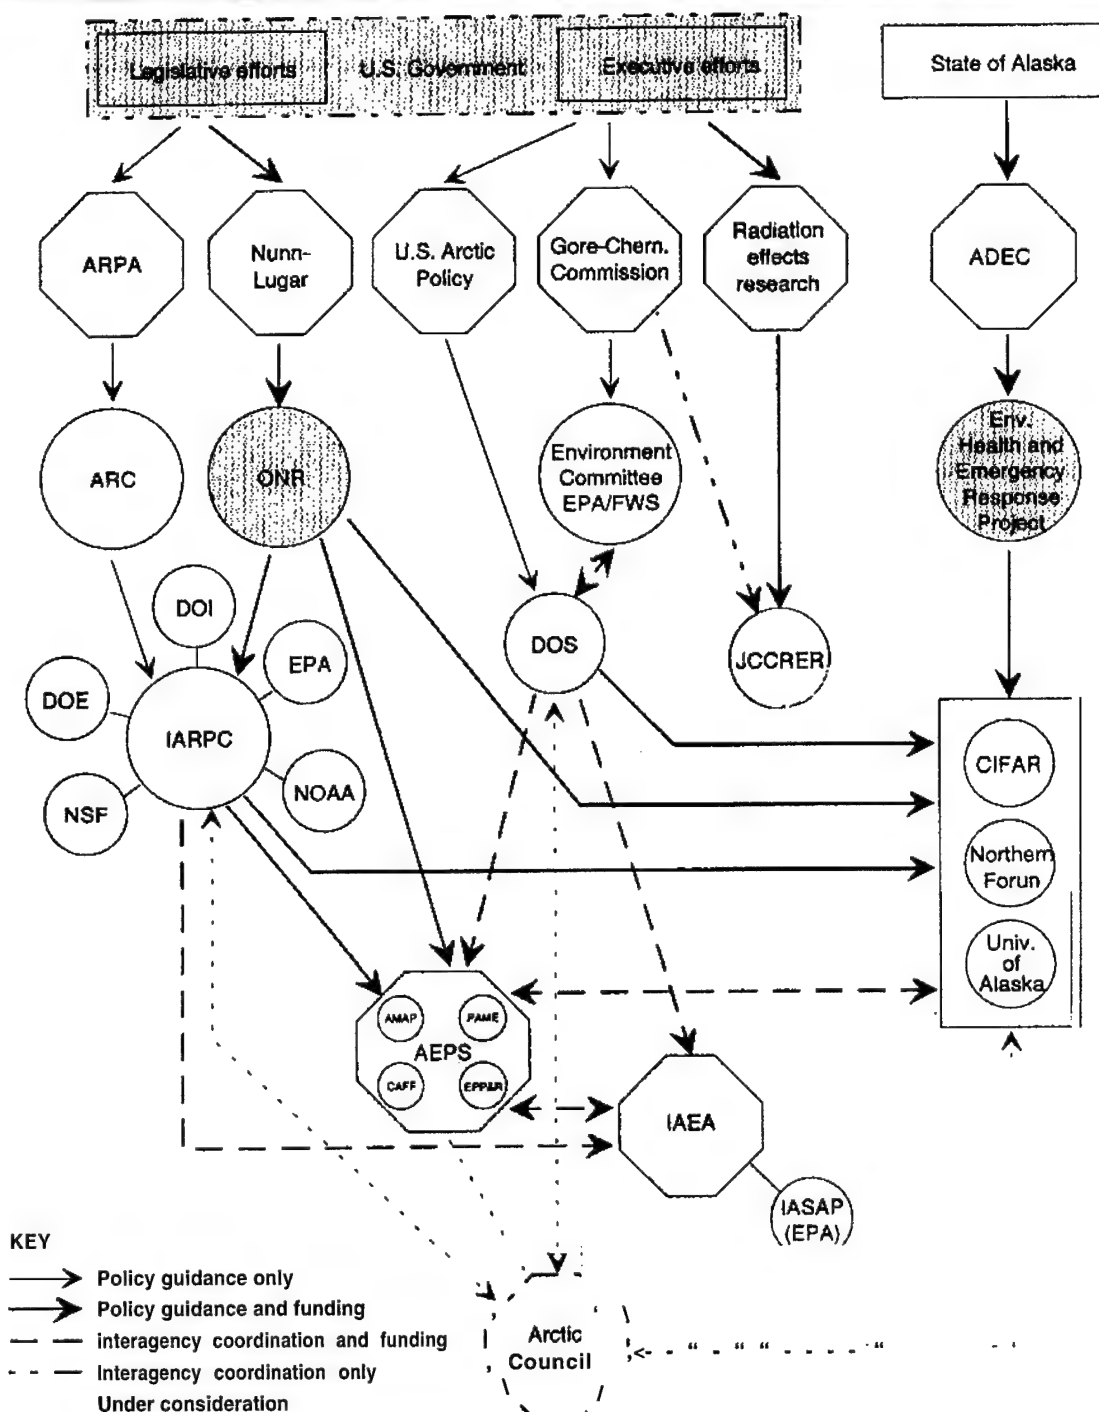 Legislative efforts
U.S. Government
Executive efforts
State of Alaska
ARPA
Nunn-
Lugar
U.S. Arctic
Policy
Gore-Chern.
Commission
Radiation
effects
research
ADEC
ARC
ONR
Environment
Committee
EPA/FWS
Env.
Health and
Emergency
Response
Project
DOI
EPA
DOE
IARPC
NSF
NOAA
DOS
JCCRER
CIFAR
Northern
Forun
Univ.
of
Alaska
AMAP
PAME
AEPS
CAFF
EPP&R
IAEA
IASAP
(EPA)
Arctic
Council
KEY
Policy guidance only
Policy guidance and funding
interagency coordination and funding
Interagency coordination only
Under consideration